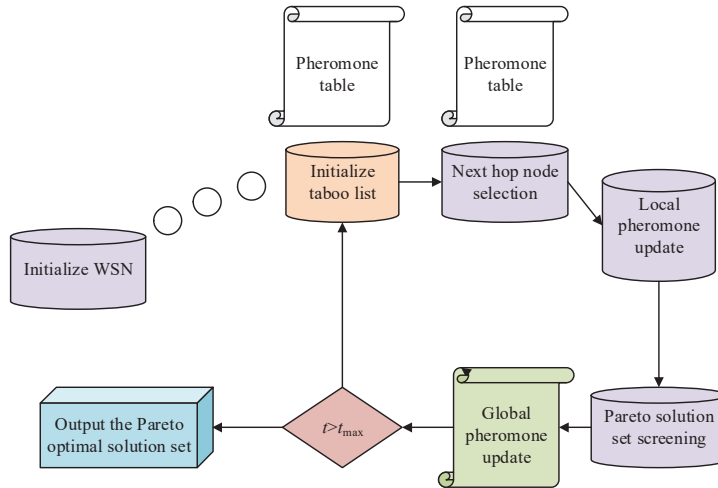 Pheromone
table
Pheromone
table
Initialize
taboo list
Next hop node
selection
Local
pheromone
update
Initialize WSN
Output the Pareto
optimal solution set
t>tmax
Global
pheromone
update
Pareto solution
set screening